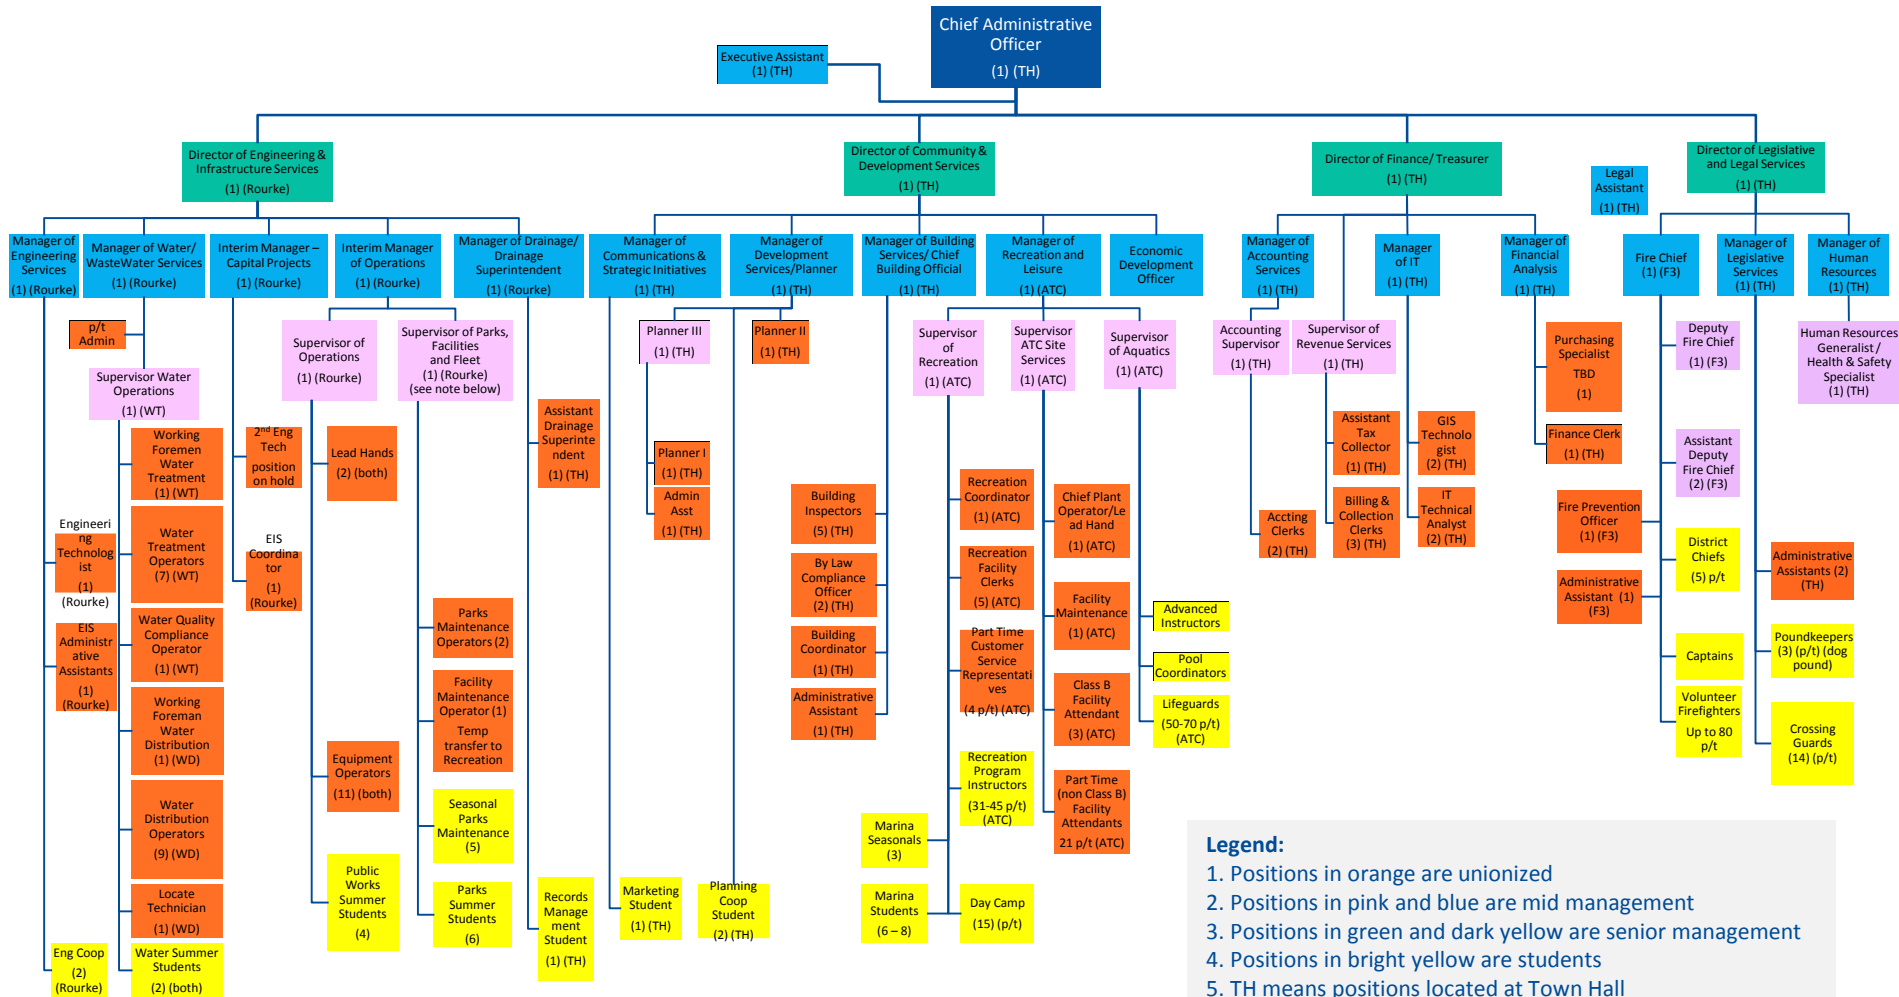 Chief Administrative
Officer
(1) (TH)
Executive Assistant
(1) (TH)
Director of Engineering &
Infrastructure Services
(1) (Rourke)
Director of Community &
Development Services
(1) (TH)
Director of Finance/ Treasurer
(1) (TH)
Director of Legislative
and Legal Services
(1) (TH)
Legal
Assistant
(1) (TH)
Manager of
Engineering
Services
(1) (Rourke)
Manager of Water/
WasteWater Services
(1) (Rourke)
Interim Manager –
Capital Projects
(1) (Rourke)
Interim Manager
of Operations
(1) (Rourke)
Manager of Drainage/
Drainage
Superintendent
(1) (Rourke)
Manager of
Communications &
Strategic Initiatives
(1) (TH)
Manager of
Development
Services/Planner
(1) (TH)
Manager of Building
Services/ Chief
Building Official
(1) (TH)
Manager of
Recreation and
Leisure
(1) (ATC)
Economic
Development
Officer
Manager of
Accounting
Services
(1) (TH)
Manager
of IT
(1) (TH)
Manager of
Financial
Analysis
(1) (TH)
Fire Chief
(1) (F3)
Manager of
Legislative
Services
(1) (TH)
Manager of
Human
Resources
(1) (TH)
p/t
Admin
Supervisor Water
Operations
(1) (WT)
Supervisor of
Operations
(1) (Rourke)
Supervisor of Parks,
Facilities
and Fleet
(1) (Rourke)
(see note below)
Planner III
(1) (TH)
Planner II
(1) (TH)
Supervisor
of
Recreation
(1) (ATC)
Supervisor
ATC Site
Services
(1) (ATC)
Supervisor
of Aquatics
(1) (ATC)
Accounting
Supervisor
(1) (TH)
Supervisor of
Revenue Services
(1) (TH)
Purchasing
Specialist
TBD
(1)
Deputy
Fire Chief
(1) (F3)
Human Resources
Generalist /
Health & Safety
Specialist
(1) (TH)
Working
Foremen
Water
Treatment
(1) (WT)
2nd Eng
Tech
position
on hold
Lead Hands
(2) (both)
Assistant
Drainage
Superinte
ndent
(1) (TH)
Planner I
(1) (TH)
Admin
Asst
(1) (TH)
Assistant
Tax
Collector
(1) (TH)
GIS
Technolo
gist
(2) (TH)
Finance Clerk
(1) (TH)
Assistant
Deputy
Fire Chief
(2) (F3)
Engineeri
ng
Technolog
ist
(1)
(Rourke)
Water
Treatment
Operators
(7) (WT)
EIS
Coordina
tor
(1)
(Rourke)
Building
Inspectors
(5) (TH)
Recreation
Coordinator
(1) (ATC)
Chief Plant
Operator/Le
ad Hand
(1) (ATC)
Accting
Clerks
(2) (TH)
Billing &
Collection
Clerks
(3) (TH)
IT
Technical
Analyst
(2) (TH)
Fire Prevention
Officer
(1) (F3)
District
Chiefs
(5) p/t
Administrative
Assistants (2)
(TH)
EIS
Administr
ative
Assistants
(1)
(Rourke)
Water Quality
Compliance
Operator
(1) (WT)
Parks
Maintenance
Operators (2)
By Law
Compliance
Officer
(2) (TH)
Recreation
Facility
Clerks
(5) (ATC)
Facility
Maintenance
(1) (ATC)
Advanced
Instructors
Administrative
Assistant (1)
(F3)
Working
Foreman
Water
Distribution
(1) (WD)
Facility
Maintenance
Operator (1)
Temp
transfer to
Recreation
Building
Coordinator
(1) (TH)
Part Time
Customer
Service
Representati
ves
(4 p/t) (ATC)
Class B
Facility
Attendant
(3) (ATC)
Pool
Coordinators
Captains
Poundkeepers
(3) (p/t) (dog
pound)
Administrative
Assistant
(1) (TH)
Lifeguards
(50-70 p/t)
(ATC)
Volunteer
Firefighters
Up to 80
p/t
Crossing
Guards
(14) (p/t)
Water
Distribution
Operators
(9) (WD)
Equipment
Operators
(11) (both)
Seasonal
Parks
Maintenance
(5)
Marina
Seasonals
(3)
Recreation
Program
Instructors
(31-45 p/t)
(ATC)
Part Time
(non Class B)
Facility
Attendants
21 p/t (ATC)
Locate
Technician
(1) (WD)
Public
Works
Summer
Students
(4)
Parks
Summer
Students
(6)
Records
Manage
ment
Student
(1) (TH)
Marketing
Student
(1) (TH)
Planning
Coop
Student
(2) (TH)
Marina
Students
(6 – 8)
Day Camp
(15) (p/t)
Eng Coop
(2)
(Rourke)
Water Summer
Students
(2) (both)
Legend:
1. Positions in orange are unionized
2. Positions in pink and blue are mid management
3. Positions in green and dark yellow are senior management
4. Positions in bright yellow are students
5. TH means positions located at Town Hall